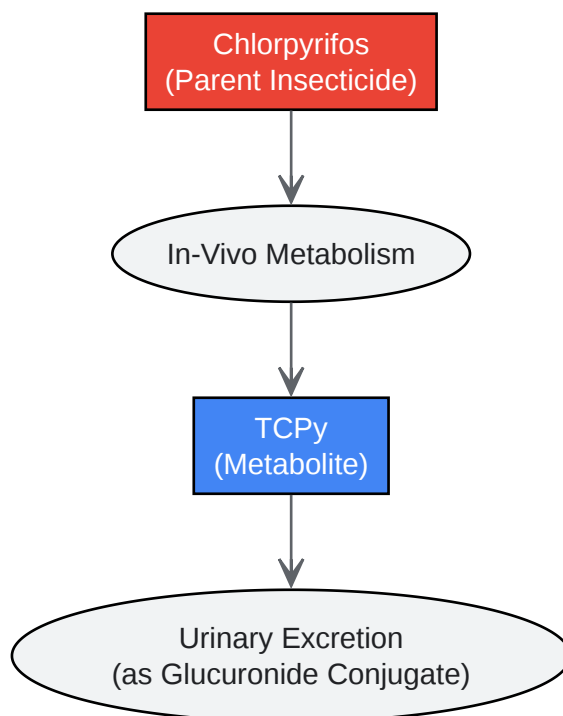 Chlorpyrifos
(Parent Insecticide)
In-Vivo Metabolism
TCPy
(Metabolite)
Urinary Excretion
(as Glucuronide Conjugate)